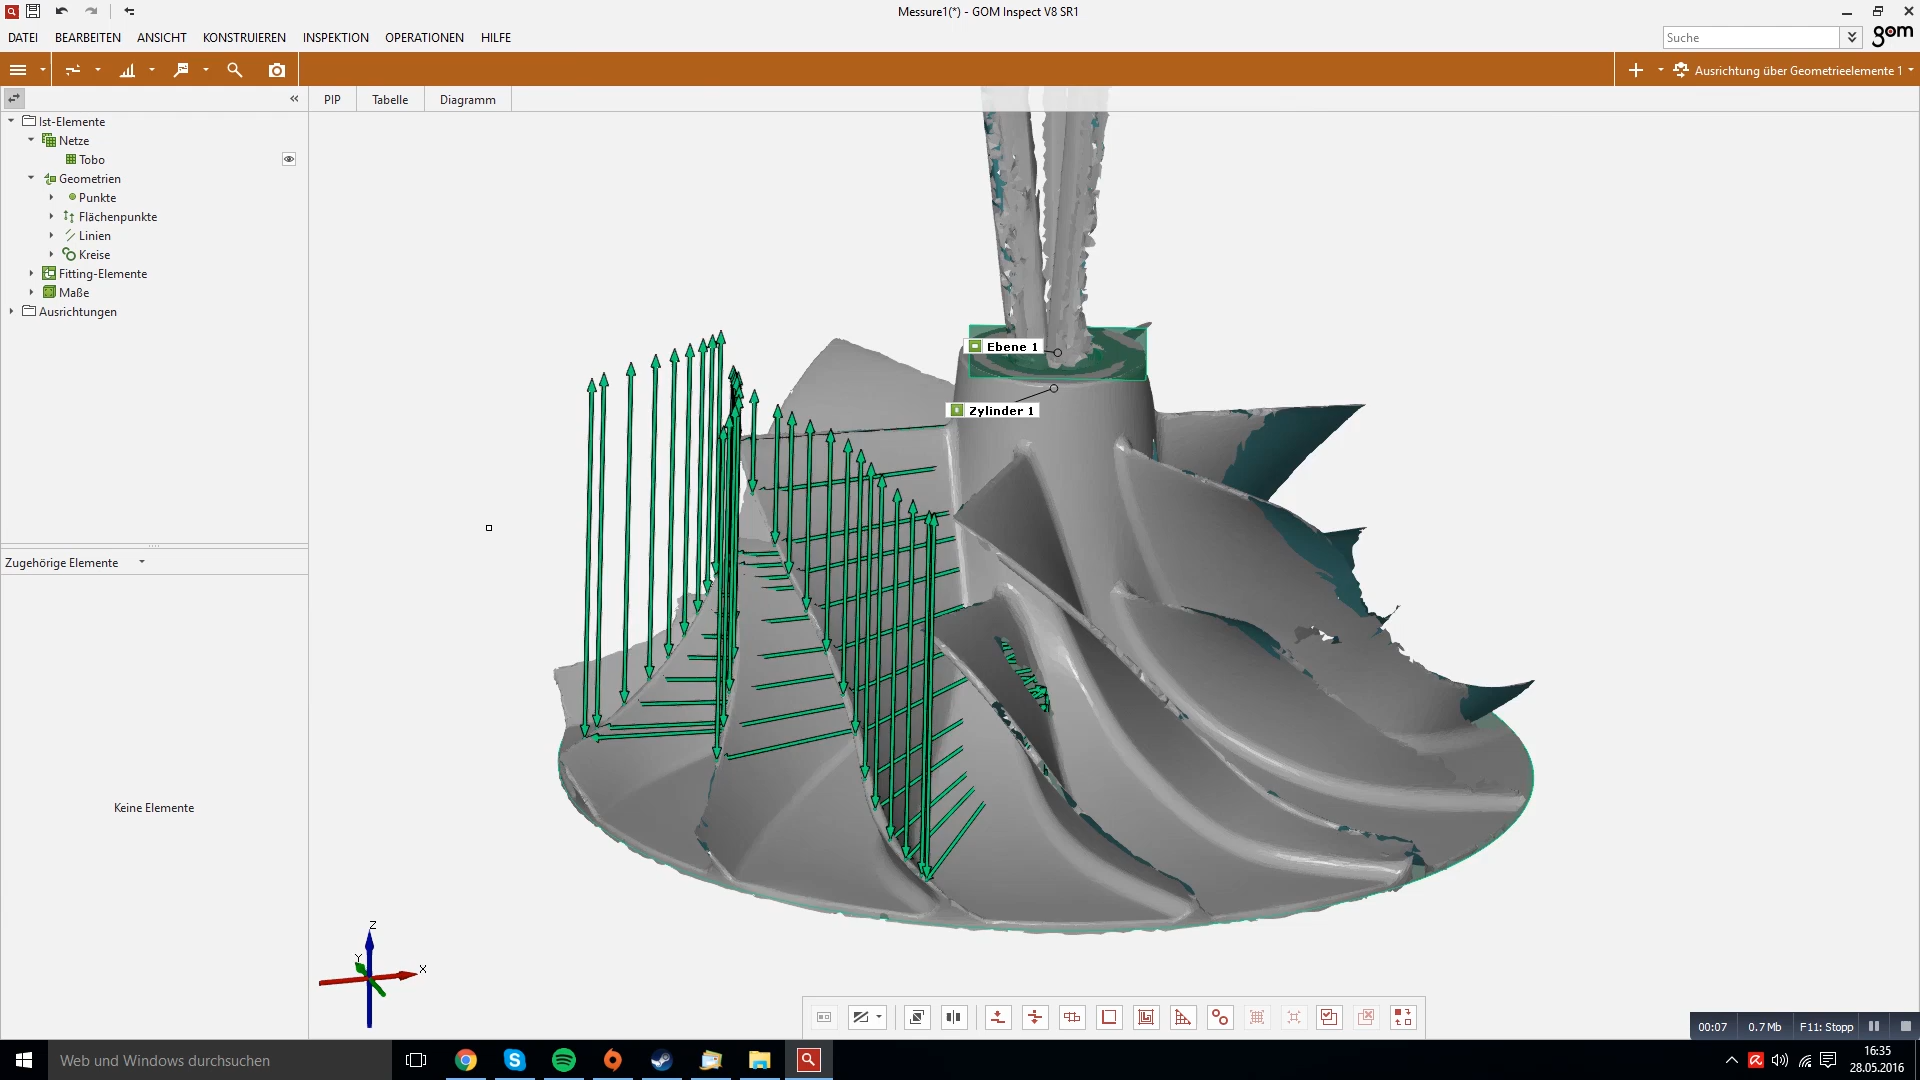 Messure1(*) - GOM Inspect V8 SR1
DATEI BEARBEITEN ANSICHT KONSTRUIEREN INSPEKTION OPERATIONEN HILFE
Suche
gom
Ausrichtung über Geometrieelemente 1
PIP Tabelle Diagramm
Ist-Elemente
Netze
Tobo
Geometrien
Punkte
Flächenpunkte
Linien
Kreise
Fitting-Elemente
Maße
Ausrichtungen
Ebene 1
Zylinder 1
Zugehörige Elemente
Keine Elemente
Z
Y
X
00:07 0.7 Mb F11: Stopp
Web und Windows durchsuchen
16:35
28.05.2016